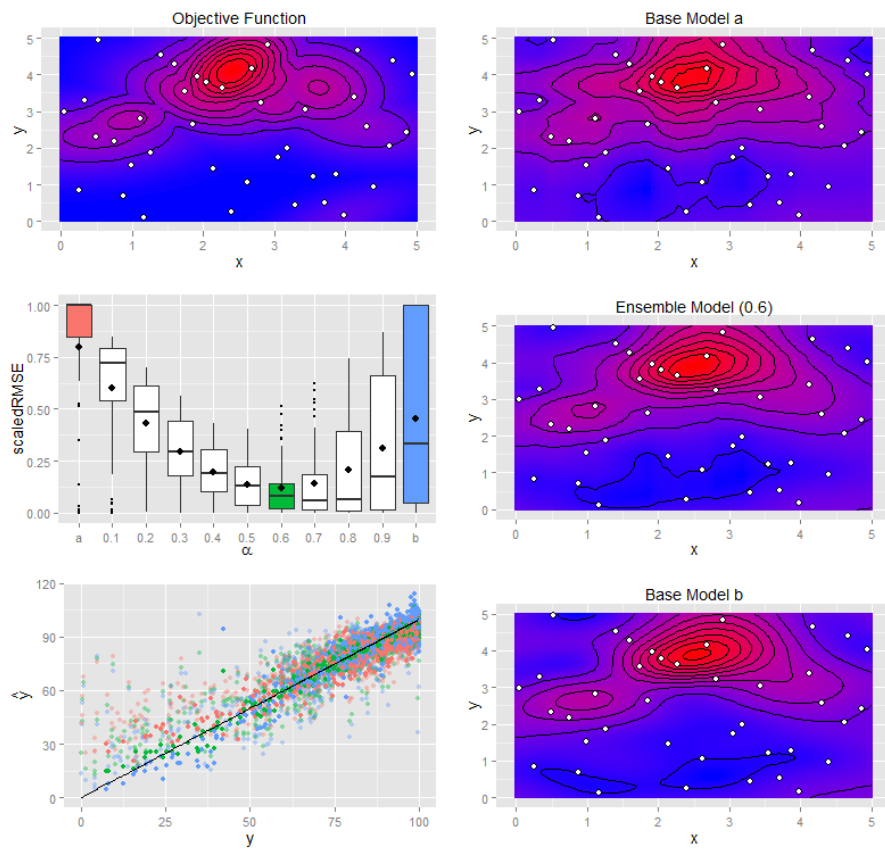 Objective Function
5
4
3
2
1
0
y
0 1 2 3 4 5
x
Base Model a
5
4
3
2
1
0
y
0 1 2 3 4 5
x
1.00
0.75
0.50
0.25
0.00
scaledRMSE
a 0.1 0.2 0.3 0.4 0.5 0.6 0.7 0.8 0.9 b
α
Ensemble Model (0.6)
5
4
3
2
1
0
y
0 1 2 3 4 5
x
120
90
60
30
0
ŷ
0 25 50 75 100
y
Base Model b
5
4
3
2
1
0
y
0 1 2 3 4 5
x